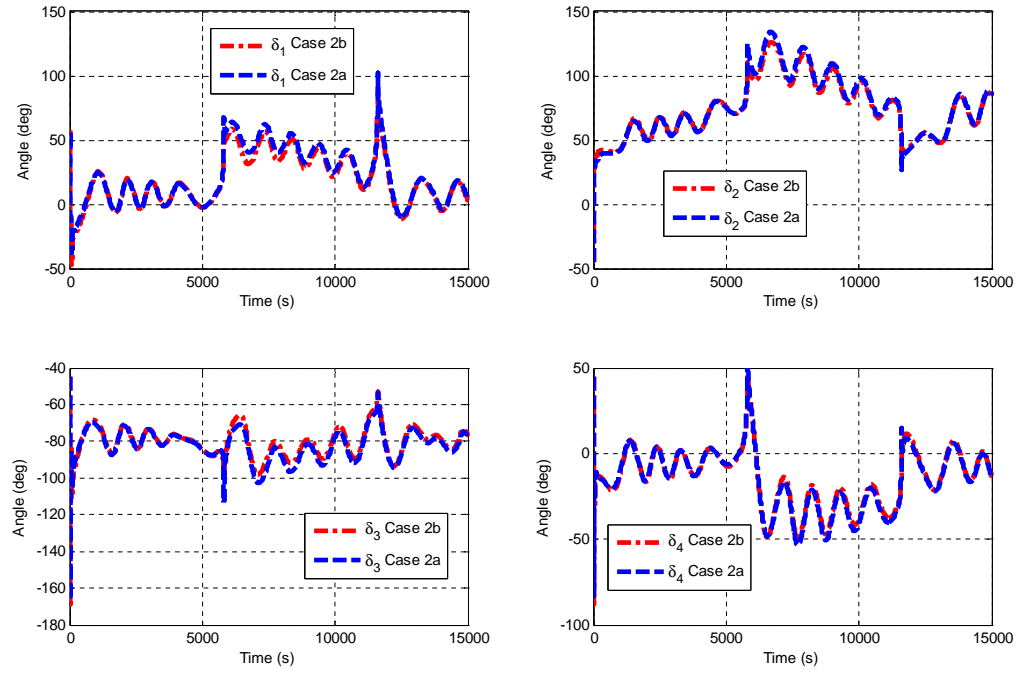 150
100
50
0
-50
Angle (deg)
δ1 Case 2b
δ1 Case 2a
0 5000 10000 15000
Time (s)
150
100
50
0
-50
Angle (deg)
δ2 Case 2b
δ2 Case 2a
0 5000 10000 15000
Time (s)
-40
-60
-80
-100
-120
-140
-160
-180
Angle (deg)
δ3 Case 2b
δ3 Case 2a
0 5000 10000 15000
Time (s)
50
0
-50
-100
Angle (deg)
δ4 Case 2b
δ4 Case 2a
0 5000 10000 15000
Time (s)